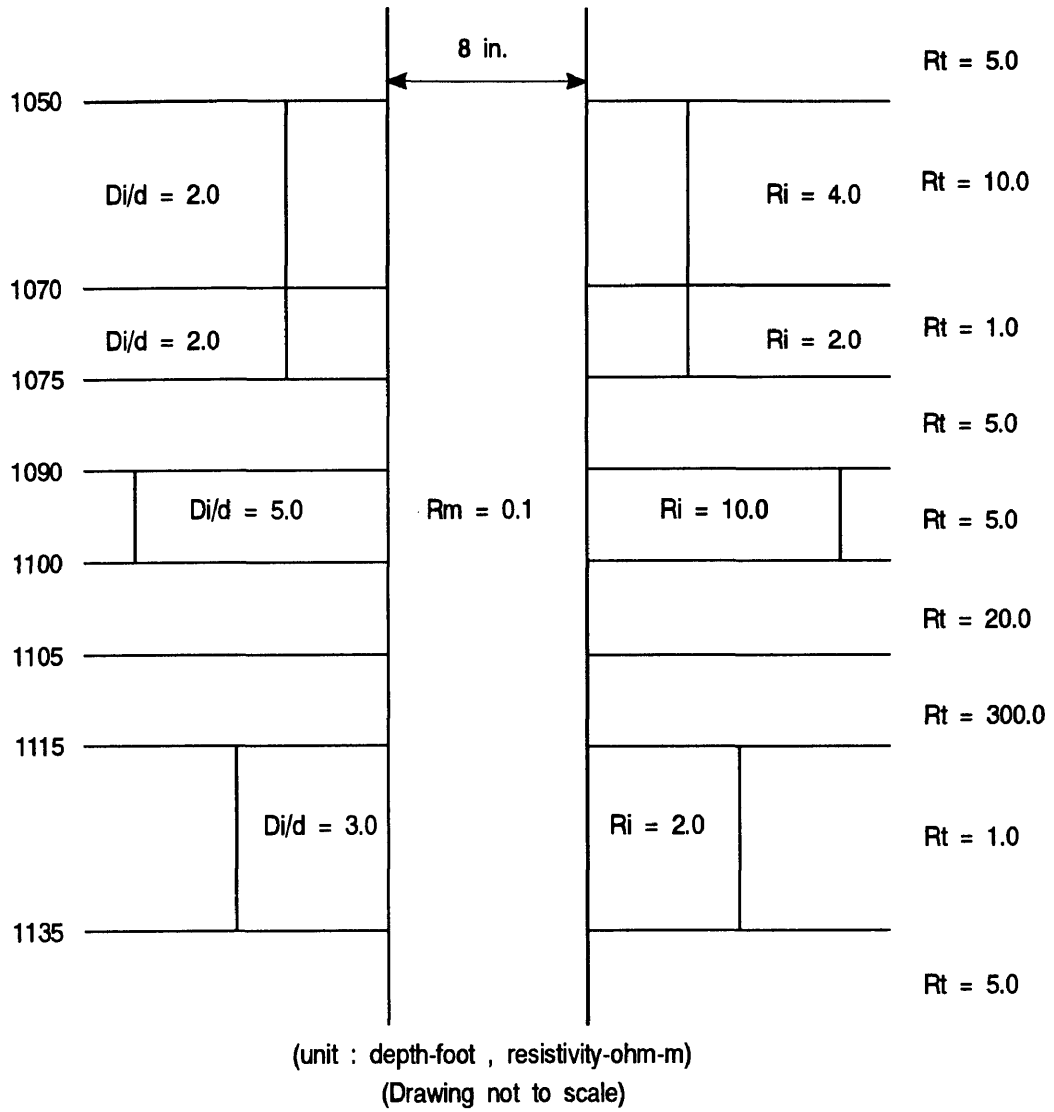 8 in.
Rt = 5.0
1050
Di/d = 2.0
Ri = 4.0
Rt = 10.0
1070
Di/d = 2.0
Ri = 2.0
Rt = 1.0
1075
Rt = 5.0
1090
Di/d = 5.0
Rm = 0.1
Ri = 10.0
Rt = 5.0
1100
Rt = 20.0
1105
Rt = 300.0
1115
Di/d = 3.0
Ri = 2.0
Rt = 1.0
1135
Rt = 5.0
(unit : depth-foot , resistivity-ohm-m)
(Drawing not to scale)